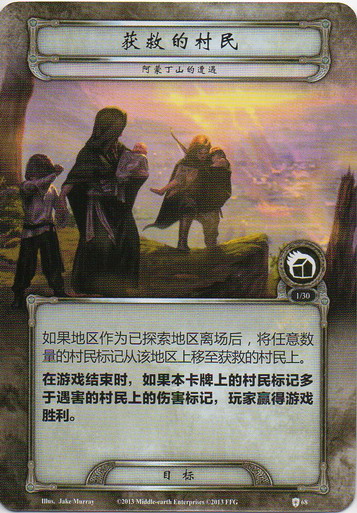 获救的村民
阿蒙丁山的遭遇
1/30
如果地区作为已探索地区离场后，将任意数
量的村民标记从该地区上移至获救的村民上。
在游戏结束时，如果本卡牌上的村民标记多
于遇害的村民上的伤害标记，玩家赢得游戏
胜利。
目标
Illus. Jake Murray ©2013 Middle-earth Enterprises ©2013 FFG 68